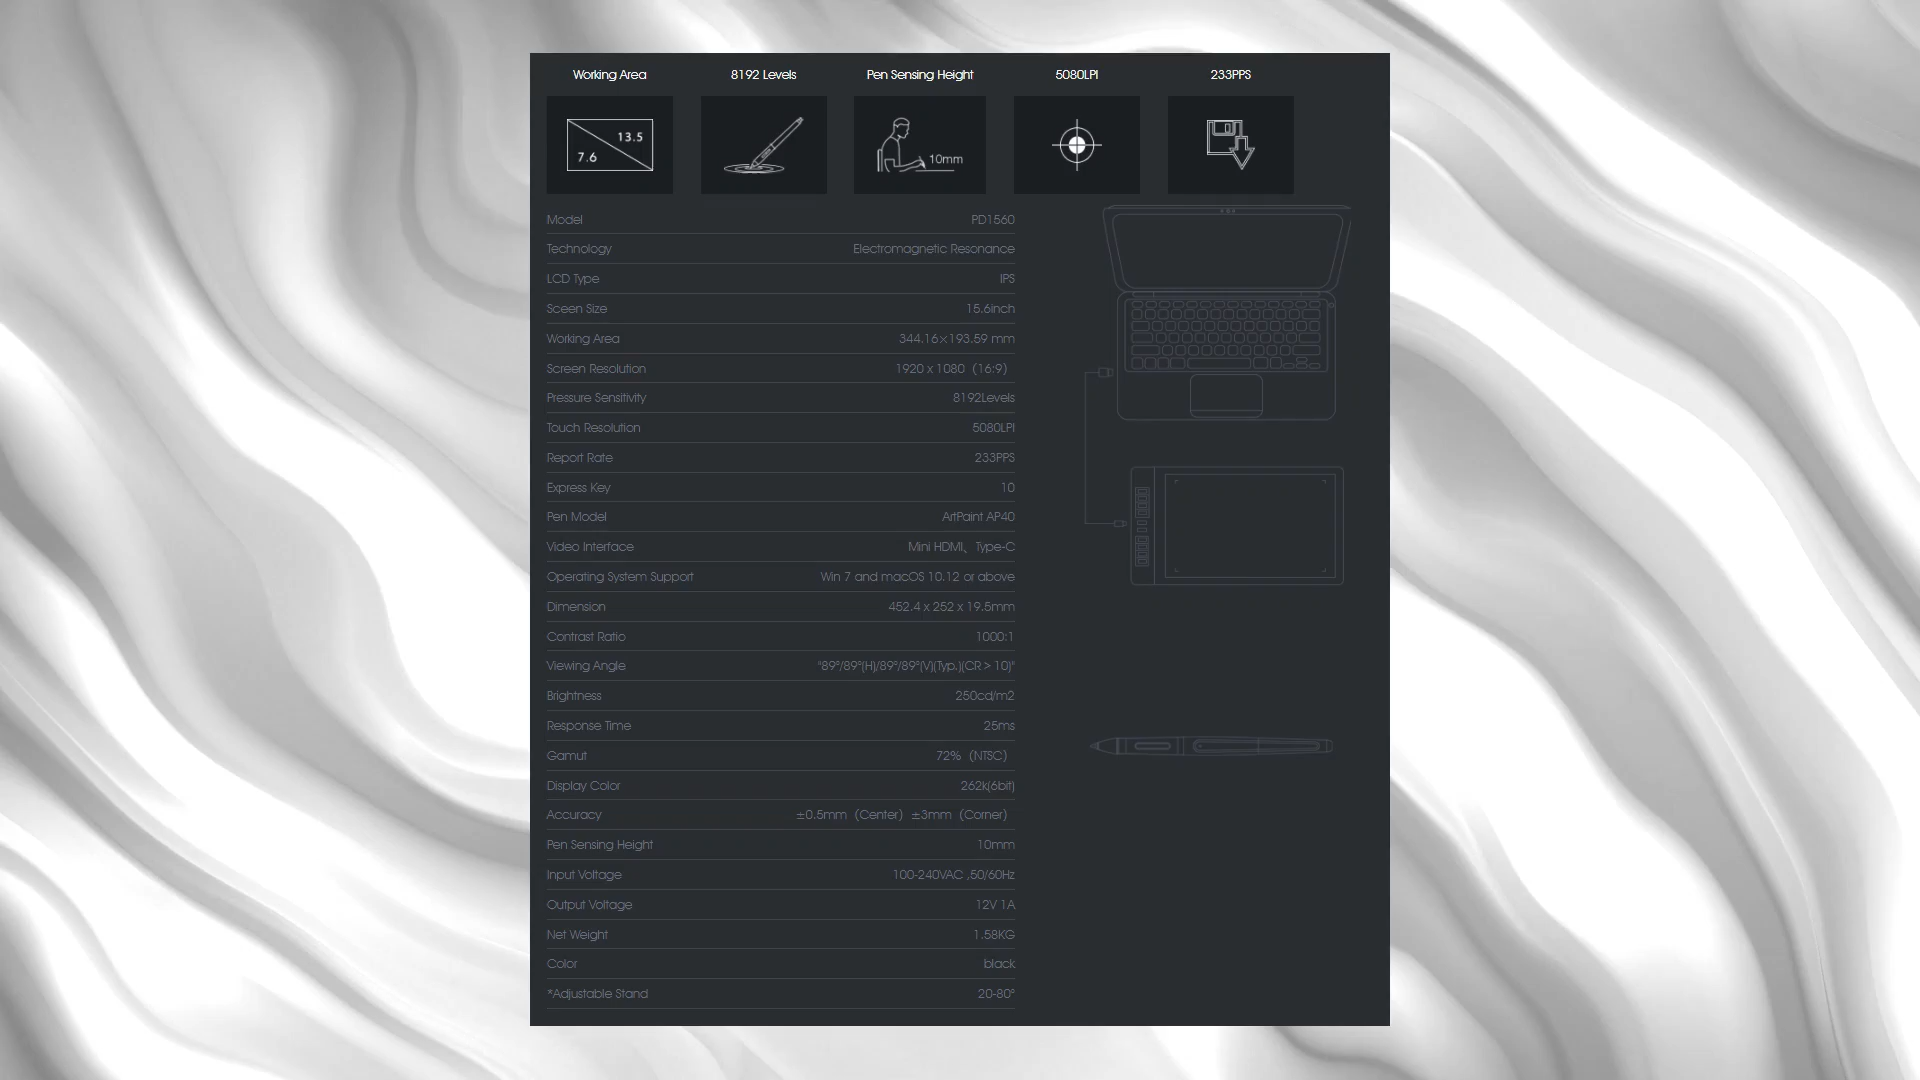 Working Area 8192 Levels Pen Sensing Height 5080LPI 233PPS
13.5
7.6
10mm
Model PD1560
Technology Electromagnetic Resonance
LCD Type IPS
Sceen Size 15.6inch
Working Area 344.16×193.59 mm
Screen Resolution 1920 x 1080（16:9）
Pressure Sensitivity 8192Levels
Touch Resolution 5080LPI
Report Rate 233PPS
Express Key 10
Pen Model ArtPaint AP40
Video Interface Mini HDMI、Type-C
Operating System Support Win 7 and macOS 10.12 or above
Dimension 452.4 x 252 x 19.5mm
Contrast Ratio 1000:1
Viewing Angle "89°/89°(H)/89°/89°(V)(Typ.)(CR > 10)"
Brightness 250cd/m2
Response Time 25ms
Gamut 72%（NTSC）
Display Color 262K(6bit)
Accuracy ±0.5mm（Center）±3mm（Corner）
Pen Sensing Height 10mm
Input Voltage 100-240VAC ,50/60Hz
Output Voltage 12V 1A
Net Weight 1.58KG
Color black
*Adjustable Stand 20-80°